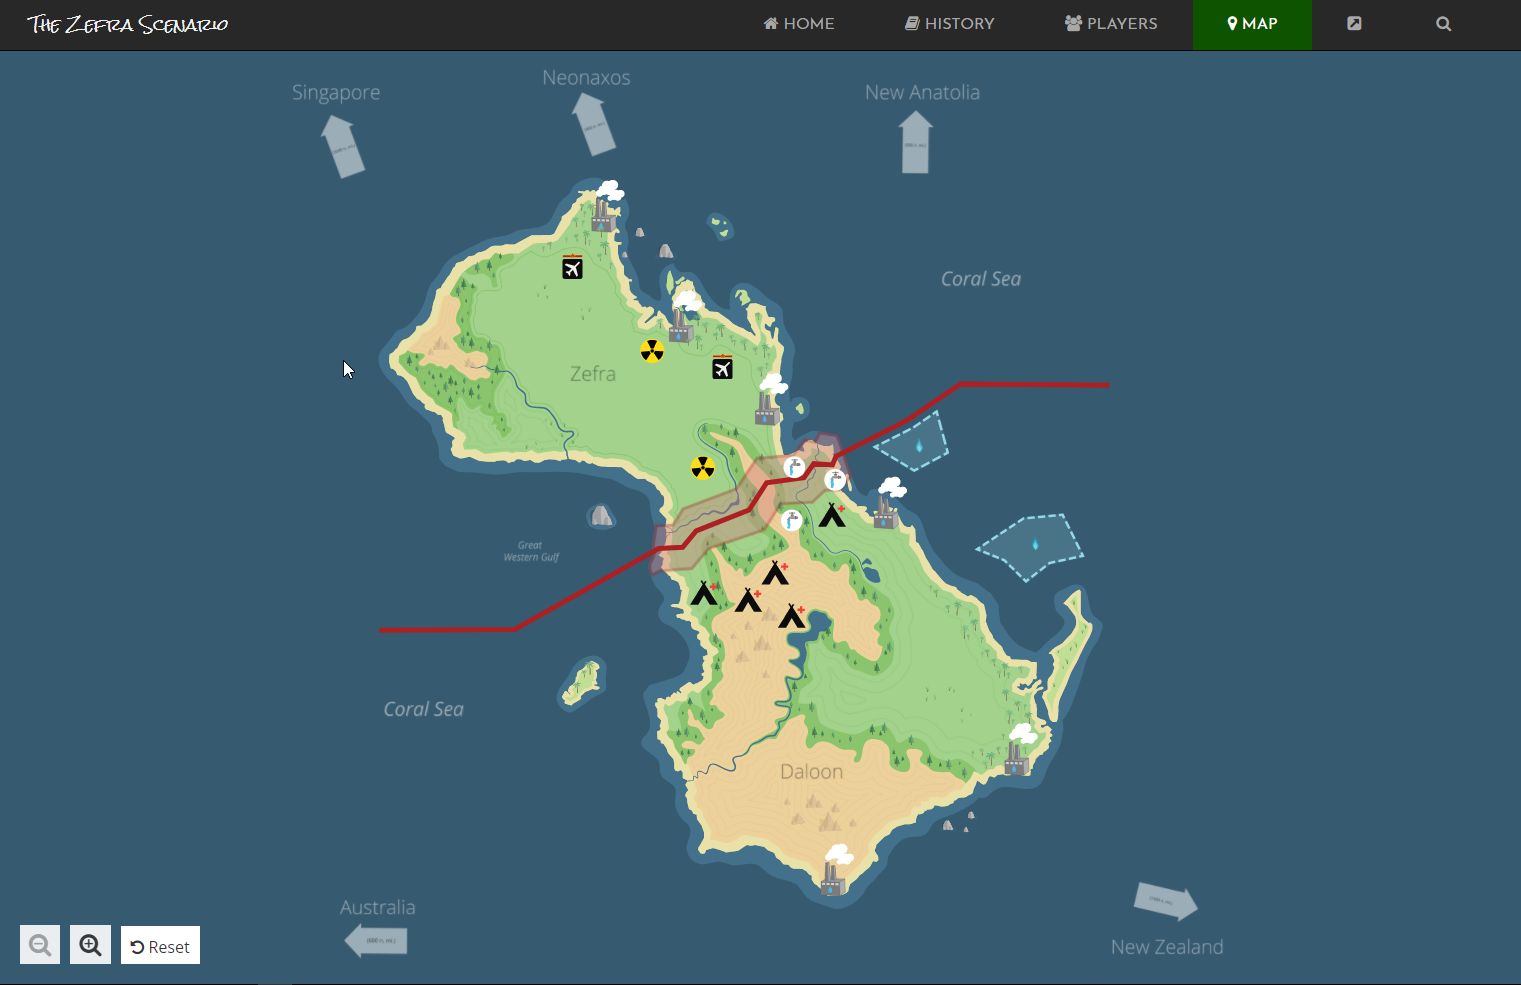 The Zefra Scenario
HOME
HISTORY
PLAYERS
MAP
Singapore
Neonaxos
New Anatolia
Coral Sea
Zefra
Great
Western Gulf
Coral Sea
Daloon
Australia
New Zealand
Reset